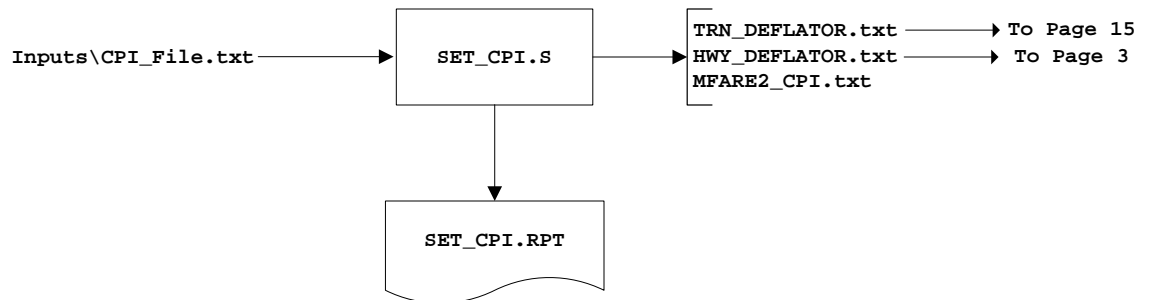 TRN_DEFLATOR.txt To Page 15
Inputs\CPI_File.txt SET_CPI.S HWY_DEFLATOR.txt To Page 3
MFARE2_CPI.txt
SET_CPI.RPT